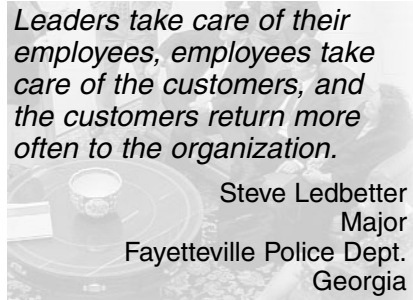 Leaders take care of their
employees, employees take
care of the customers, and
the customers return more
often to the organization.
Steve Ledbetter
Major
Fayetteville Police Dept.
Georgia